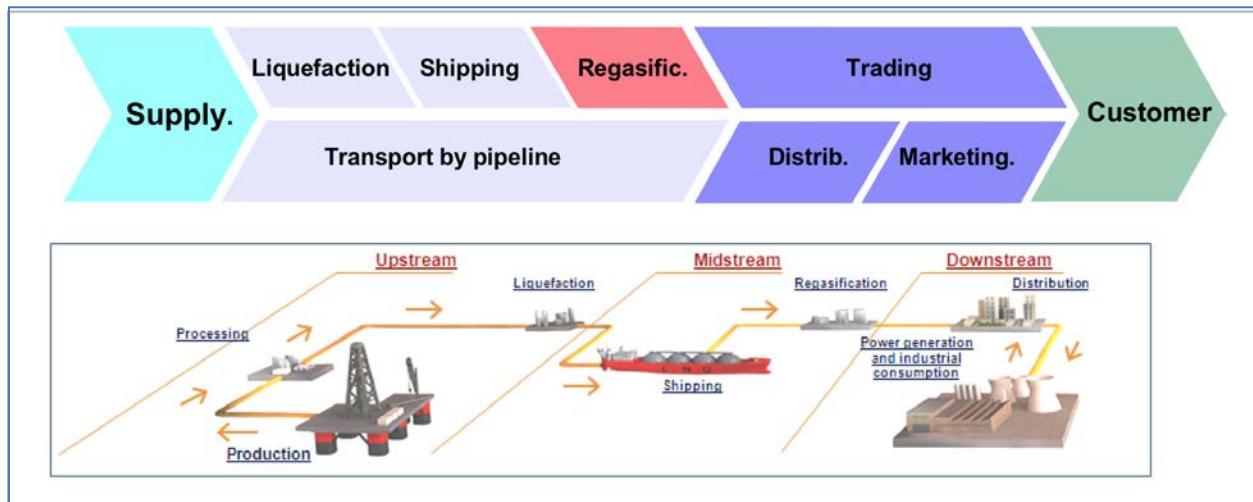 Supply.
Liquefaction
Shipping
Regasific.
Trading
Customer
Transport by pipeline
Distrib.
Marketing.
Upstream
Midstream
Downstream
Liquefaction
Regasification
Distribution
Processing
Power generation
and industrial
consumption
LNG
Shipping
Production